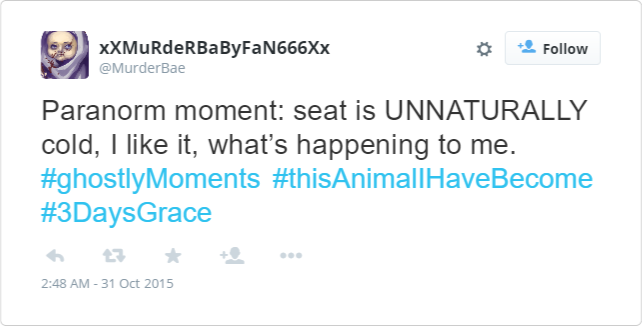 xXMuRdeRBaByFaN666Xx
@MurderBae
Follow
Paranorm moment: seat is UNNATURALLY
cold, I like it, what’s happening to me.
#ghostlyMoments #thisAnimalIHaveBecome
#3DaysGrace
2:48 AM - 31 Oct 2015